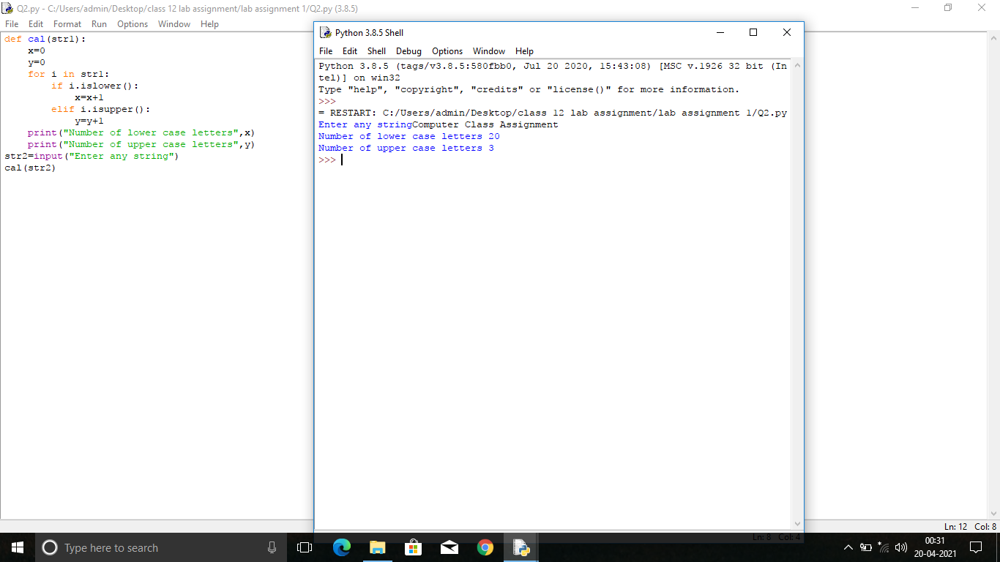 Q2.py - C:/Users/admin/Desktop/class 12 lab assignment/lab assignment 1/Q2.py (3.8.5)
File Edit Format Run Options Window Help
def cal(str1):
    x=0
    y=0
    for i in str1:
        if i.islower():
            x=x+1
        elif i.isupper():
            y=y+1
    print("Number of lower case letters",x)
    print("Number of upper case letters",y)
str2=input("Enter any string")
cal(str2)
Python 3.8.5 Shell
File Edit Shell Debug Options Window Help
Python 3.8.5 (tags/v3.8.5:580fbb0, Jul 20 2020, 15:43:08) [MSC v.1926 32 bit (In
tel)] on win32
Type "help", "copyright", "credits" or "license()" for more information.
>>>
= RESTART: C:/Users/admin/Desktop/class 12 lab assignment/lab assignment 1/Q2.py
Enter any stringComputer Class Assignment
Number of lower case letters 20
Number of upper case letters 3
>>>
Ln: 12 Col: 8
Ln: 8 Col: 4
Type here to search
00:31
20-04-2021